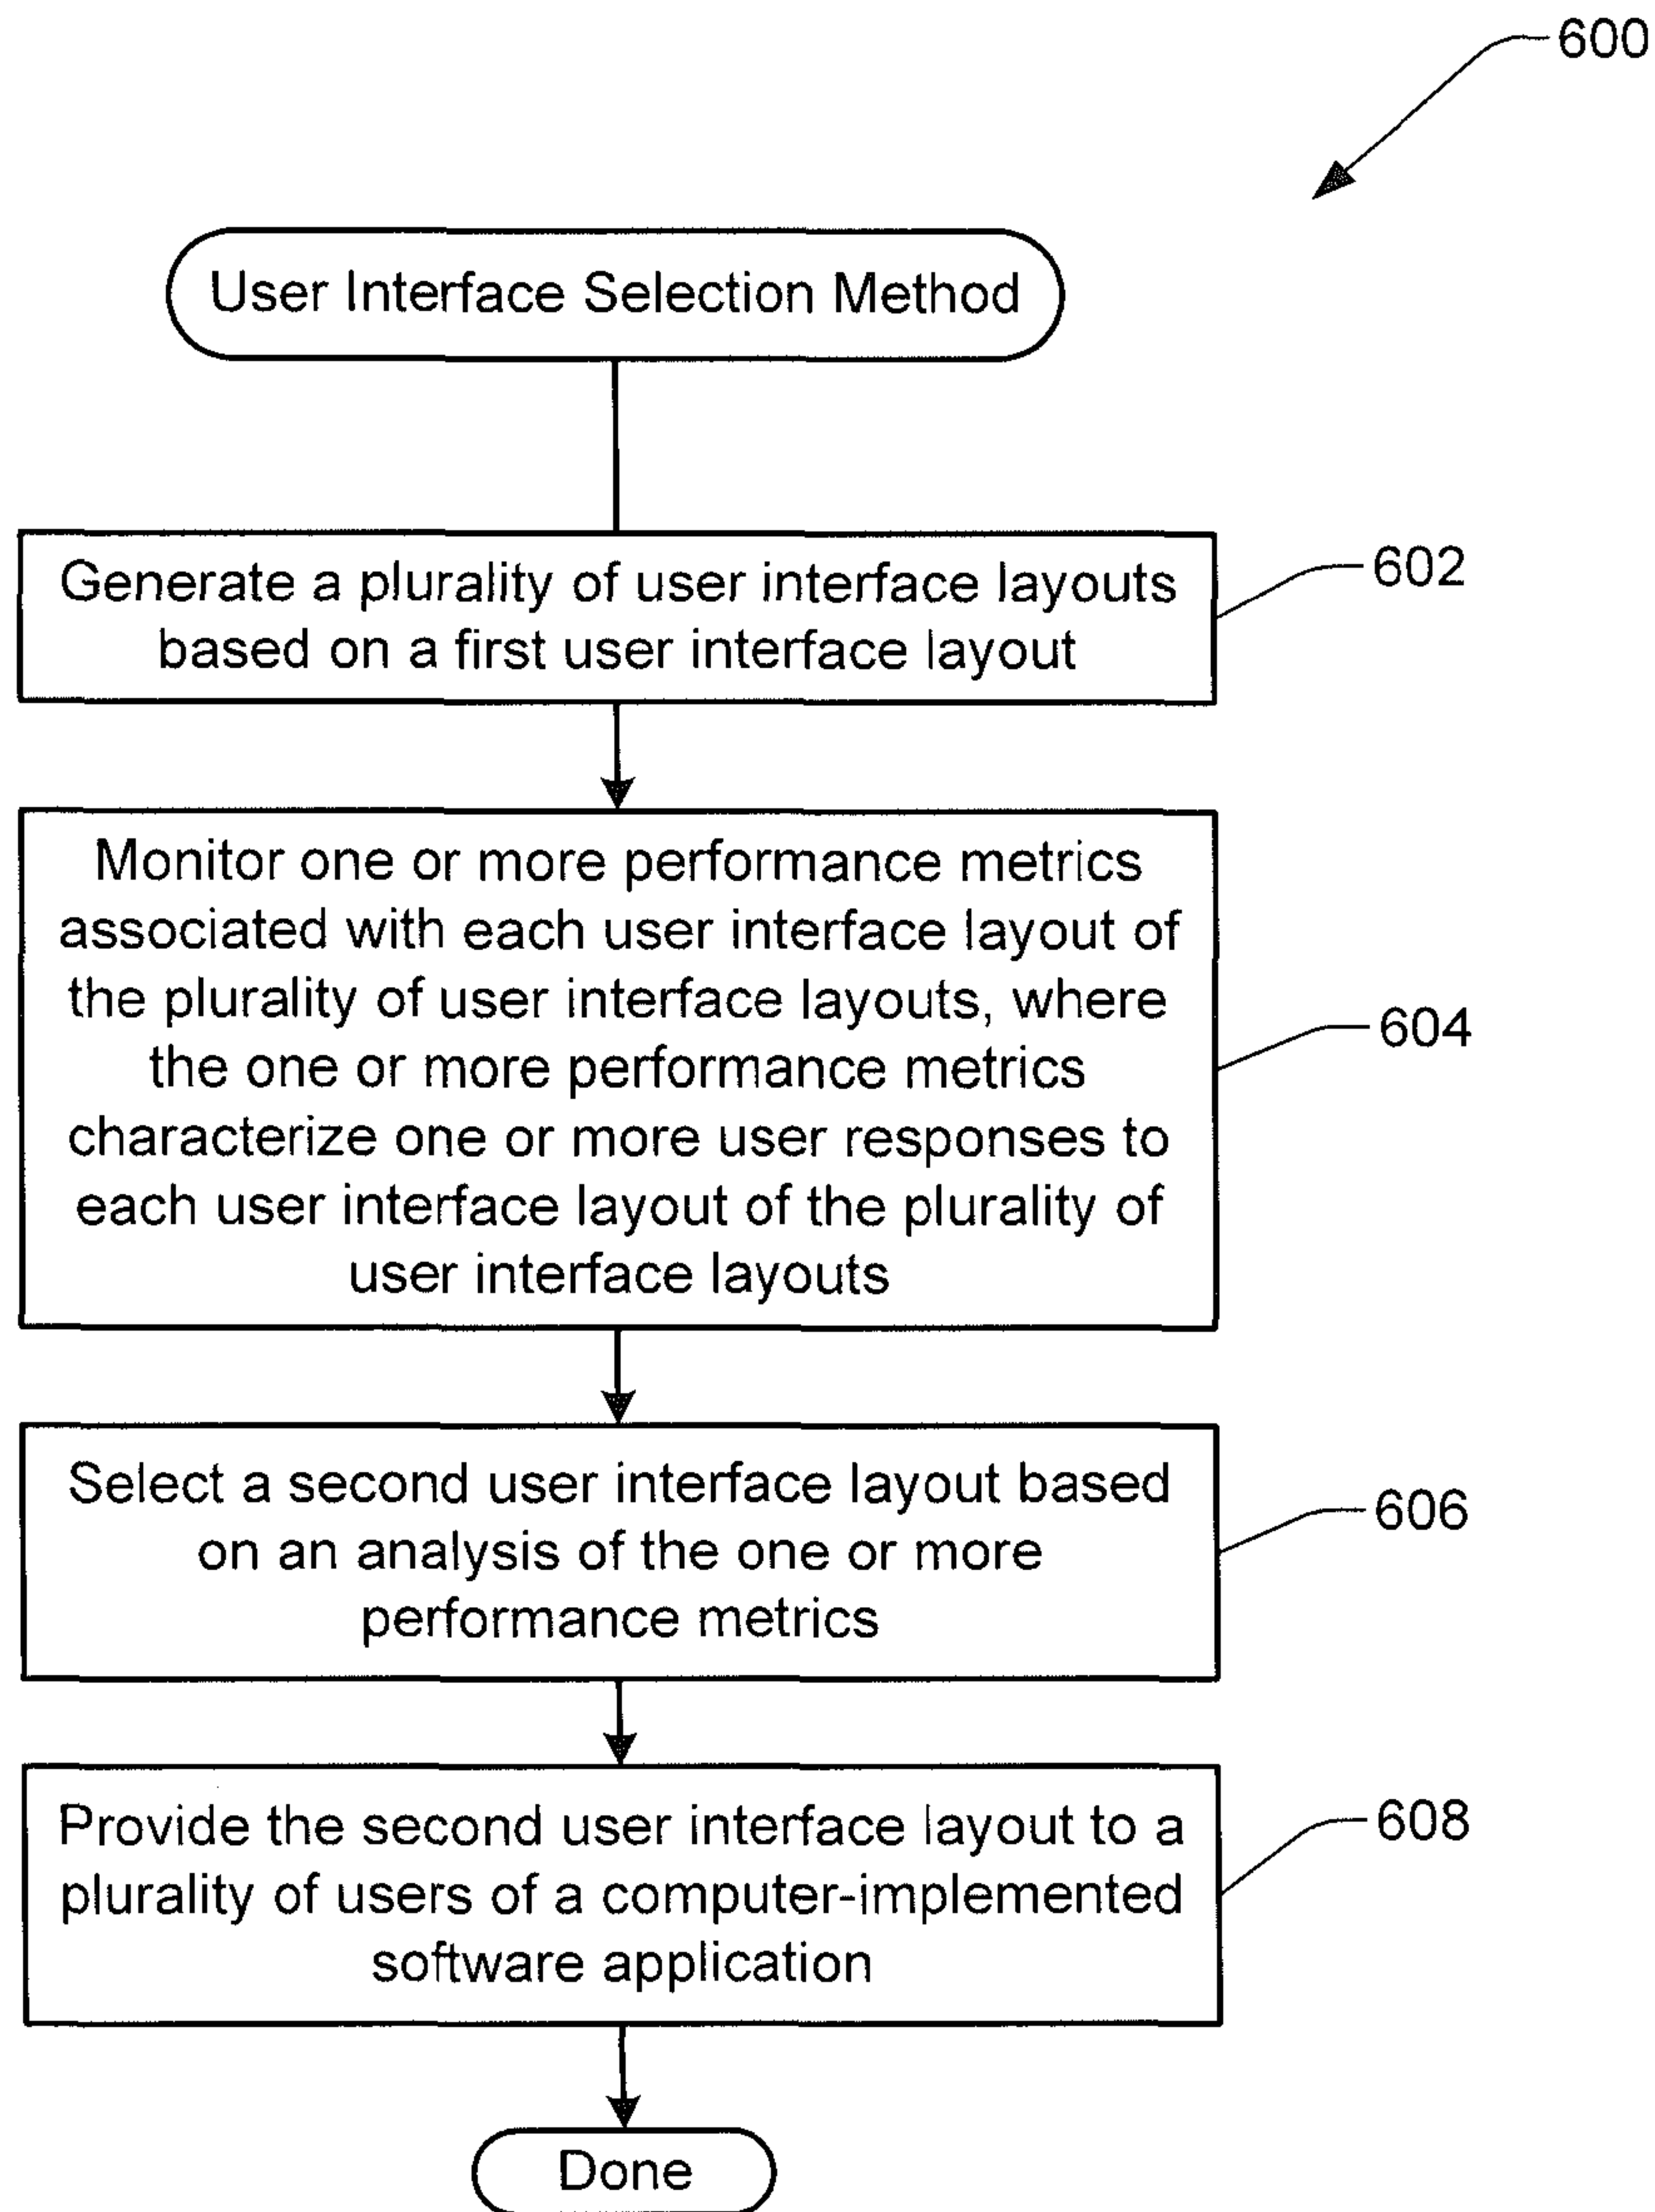 600
User Interface Selection Method
Generate a plurality of user interface layouts
based on a first user interface layout
602
Monitor one or more performance metrics
associated with each user interface layout of
the plurality of user interface layouts, where
the one or more performance metrics
characterize one or more user responses to
each user interface layout of the plurality of
user interface layouts
604
Select a second user interface layout based
on an analysis of the one or more
performance metrics
606
Provide the second user interface layout to a
plurality of users of a computer-implemented
software application
608
Done